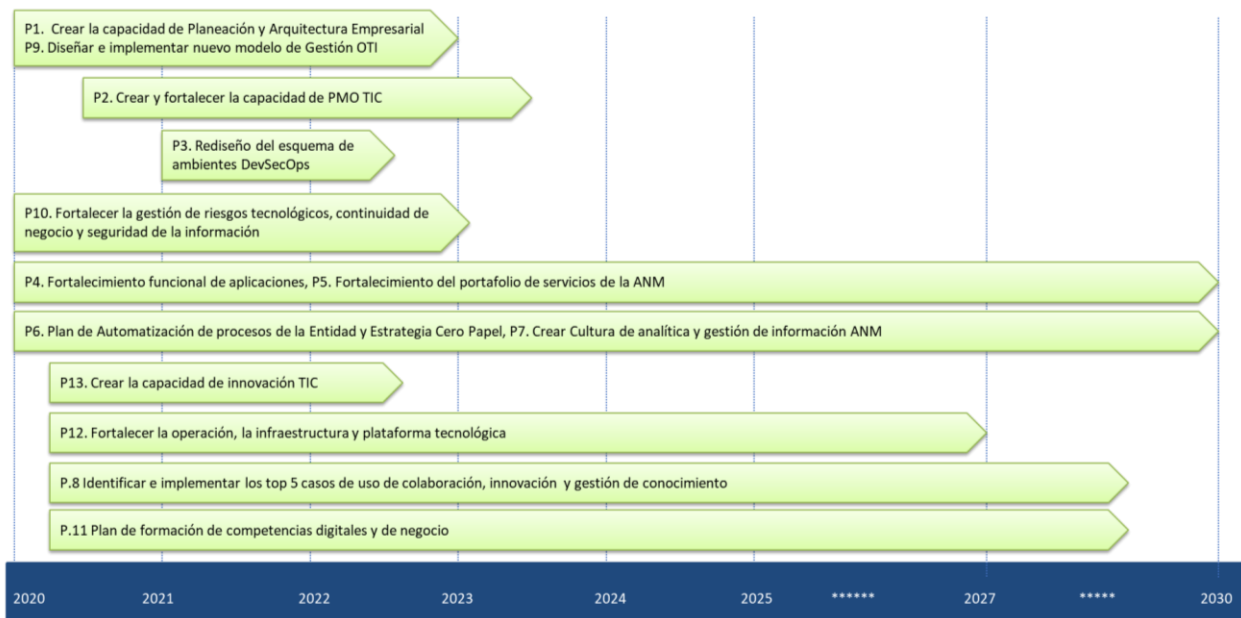 P1. Crear la capacidad de Planeación y Arquitectura Empresarial
P9. Diseñar e implementar nuevo modelo de Gestión OTI
P2. Crear y fortalecer la capacidad de PMO TIC
P3. Rediseño del esquema de
ambientes DevSecOps
P10. Fortalecer la gestión de riesgos tecnológicos, continuidad de
negocio y seguridad de la información
P4. Fortalecimiento funcional de aplicaciones, P5. Fortalecimiento del portafolio de servicios de la ANM
P6. Plan de Automatización de procesos de la Entidad y Estrategia Cero Papel, P7. Crear Cultura de analítica y gestión de información ANM
P13. Crear la capacidad de innovación TIC
P12. Fortalecer la operación, la infraestructura y plataforma tecnológica
P.8 Identificar e implementar los top 5 casos de uso de colaboración, innovación y gestión de conocimiento
P.11 Plan de formación de competencias digitales y de negocio
2020 2021 2022 2023 2024 2025 ****** 2027 ***** 2030